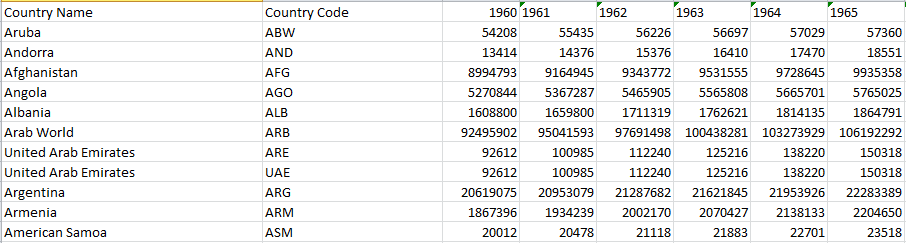 Country Name Country Code 1960 1961 1962 1963 1964 1965
Aruba ABW 54208 55435 56226 56697 57029 57360
Andorra AND 13414 14376 15376 16410 17470 18551
Afghanistan AFG 8994793 9164945 9343772 9531555 9728645 9935358
Angola AGO 5270844 5367287 5465905 5565808 5665701 5765025
Albania ALB 1608800 1659800 1711319 1762621 1814135 1864791
Arab World ARB 92495902 95041593 97691498 100438281 103273929 106192292
United Arab Emirates ARE 92612 100985 112240 125216 138220 150318
United Arab Emirates UAE 92612 100985 112240 125216 138220 150318
Argentina ARG 20619075 20953079 21287682 21621845 21953926 22283389
Armenia ARM 1867396 1934239 2002170 2070427 2138133 2204650
American Samoa ASM 20012 20478 21118 21883 22701 23518